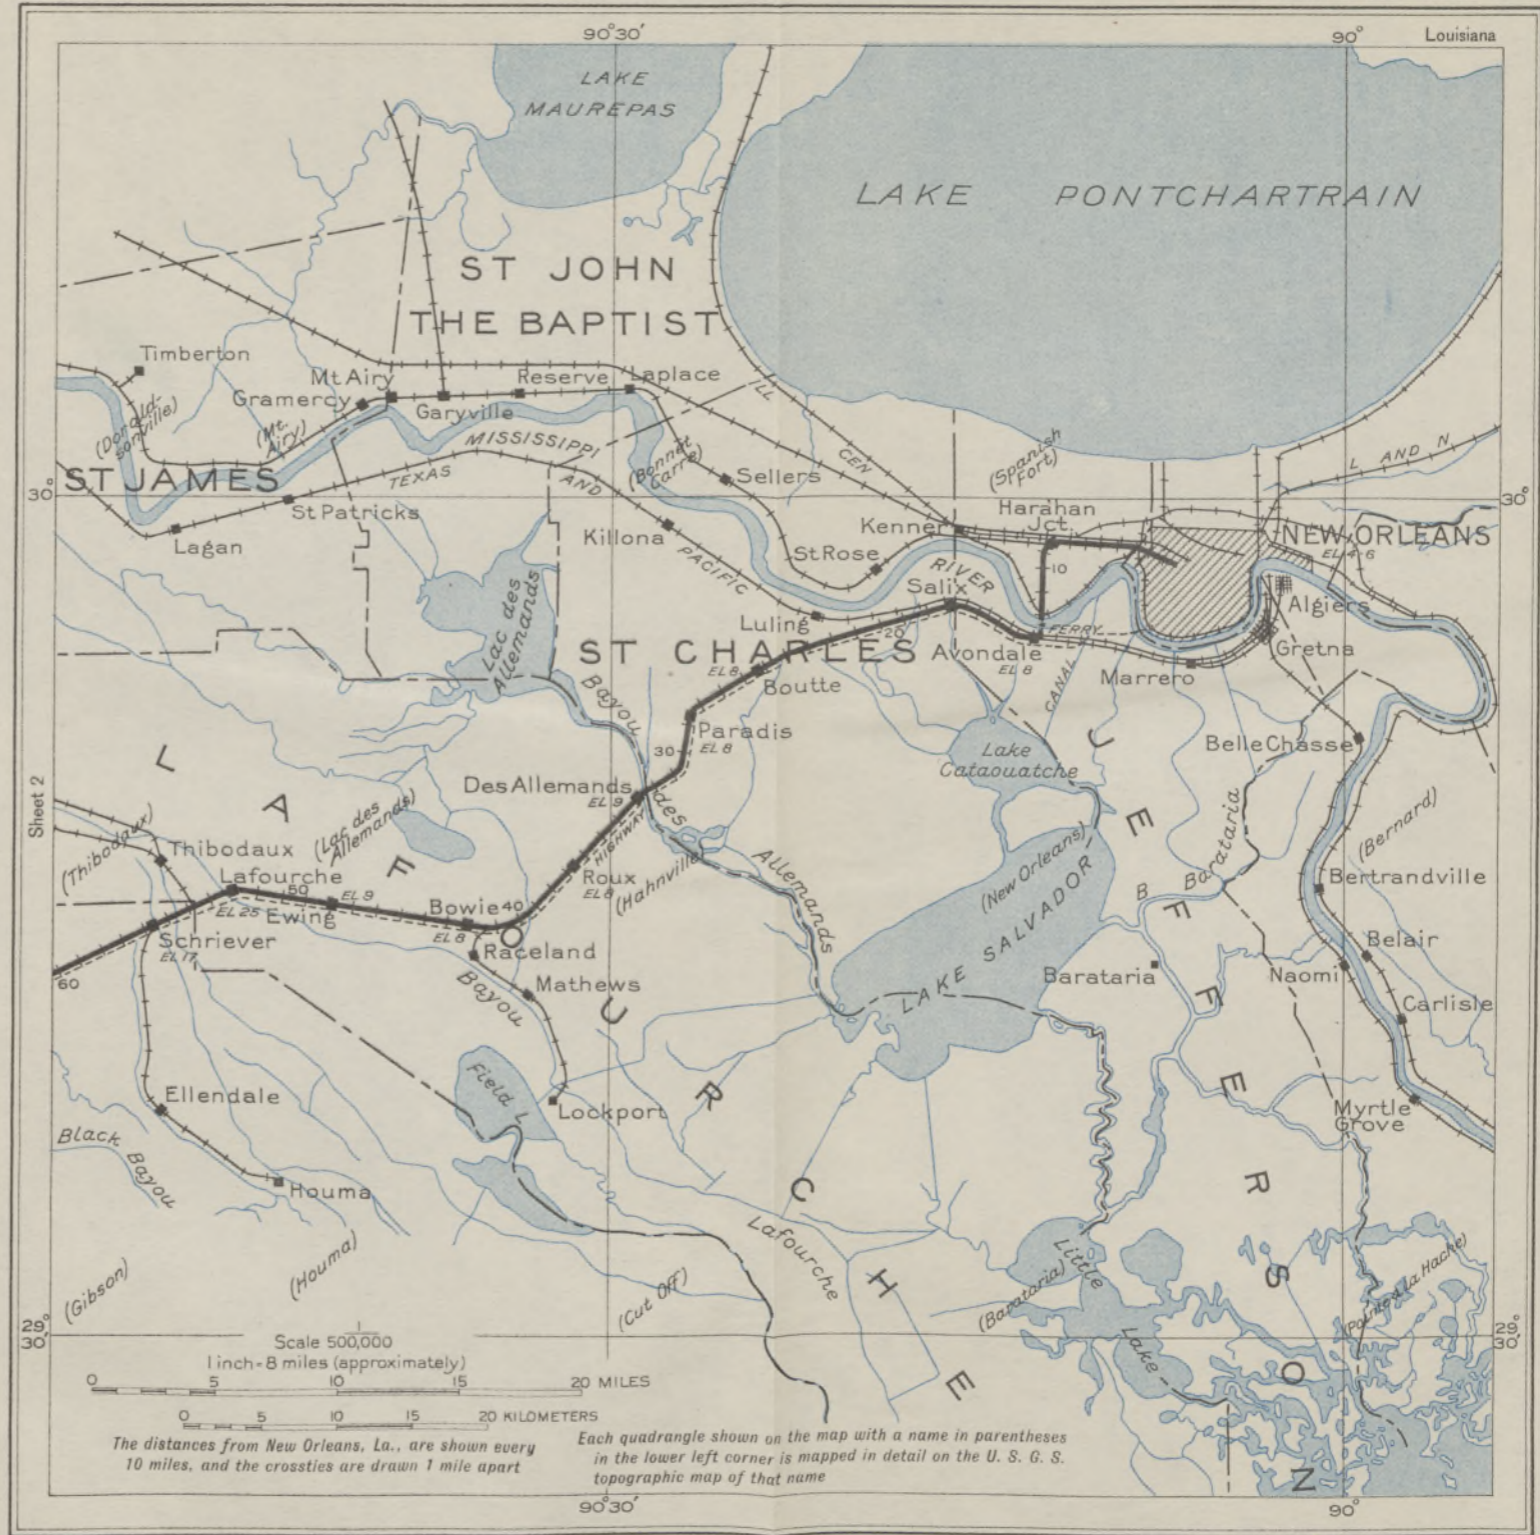 90°30'
90°
Louisiana
LAKE
MAUREPAS
LAKE PONTCHARTRAIN
ST JOHN
THE BAPTIST
Timberton
Mt Airy
Reserve
Laplace
Gramercy
Garyville
(Donald-
sonville)
(Mt.
Airy)
ILL
CEN
MISSISSIPPI
(Bonnet
Carre)
(Spanish
Fort)
L AND N
ST JAMES
TEXAS
AND
PACIFIC
Sellers
30°
30°
St Patricks
Lagan
Killona
Kenner
Harahan
Jct.
NEW ORLEANS
EL 4-6
St Rose
RIVER
10
Salix
Algiers
Lac des
Allemands
Luling
20
FERRY
Gretna
ST CHARLES
Avondale
EL 8
EL 8
Boutte
CANAL
Marrero
Bayou
des
Allemands
Paradis
EL 8
30
Lake
Cataouatche
Belle Chasse
Des Allemands
EL 9
HIGHWAY
Sheet 2
(Thibodaux)
Thibodaux
(Lac des
Allemands)
Lafourche
50
EL 9
EL 25
Ewing
Bowie
40
EL 8
Roux
EL 8
(Hahnville)
(New Orleans)
B Barataria
(Bernard)
Bertrandville
Schriever
EL 17
60
Raceland
Mathews
Bayou
LAKE SALVADOR
Barataria
Belair
Naomi
Carlisle
Ellendale
Field L
Lockport
Myrtle
Grove
Black
Bayou
Houma
LAFOURCHE
JEFFERSON
Lafourche
Little
Lake
(Gibson)
(Houma)
(Cut Off)
(Barataria)
(Pointe a la Hache)
29°
30'
29°
30'
Scale 500,000
1 inch=8 miles (approximately)
0 5 10 15 20 MILES
0 5 10 15 20 KILOMETERS
The distances from New Orleans, La., are shown every
10 miles, and the crossties are drawn 1 mile apart
Each quadrangle shown on the map with a name in parentheses
in the lower left corner is mapped in detail on the U. S. G. S.
topographic map of that name
90°30'
90°